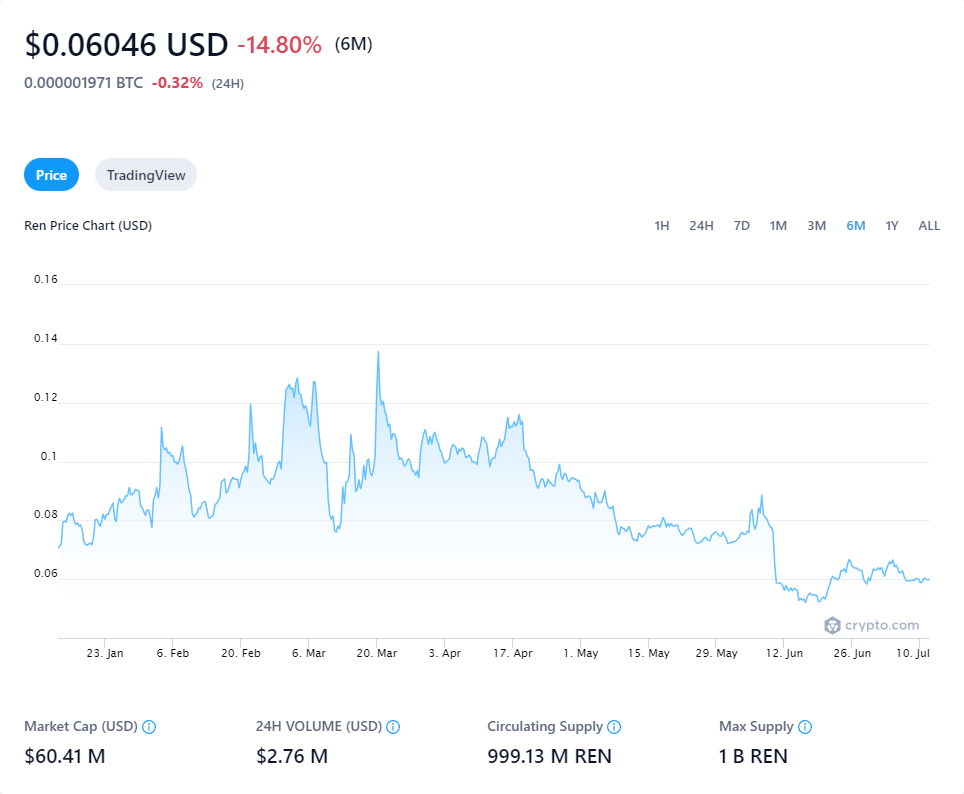 $0.06046 USD -14.80% (6M)
0.000001971 BTC -0.32% (24H)
Price TradingView
Ren Price Chart (USD) 1H 24H 7D 1M 3M 6M 1Y ALL
0.16
0.14
0.12
0.1
0.08
0.06
crypto.com
23. Jan 6. Feb 20. Feb 6. Mar 20. Mar 3. Apr 17. Apr 1. May 15. May 29. May 12. Jun 26. Jun 10. Jul
Market Cap (USD) 24H VOLUME (USD) Circulating Supply Max Supply
$60.41 M $2.76 M 999.13 M REN 1 B REN